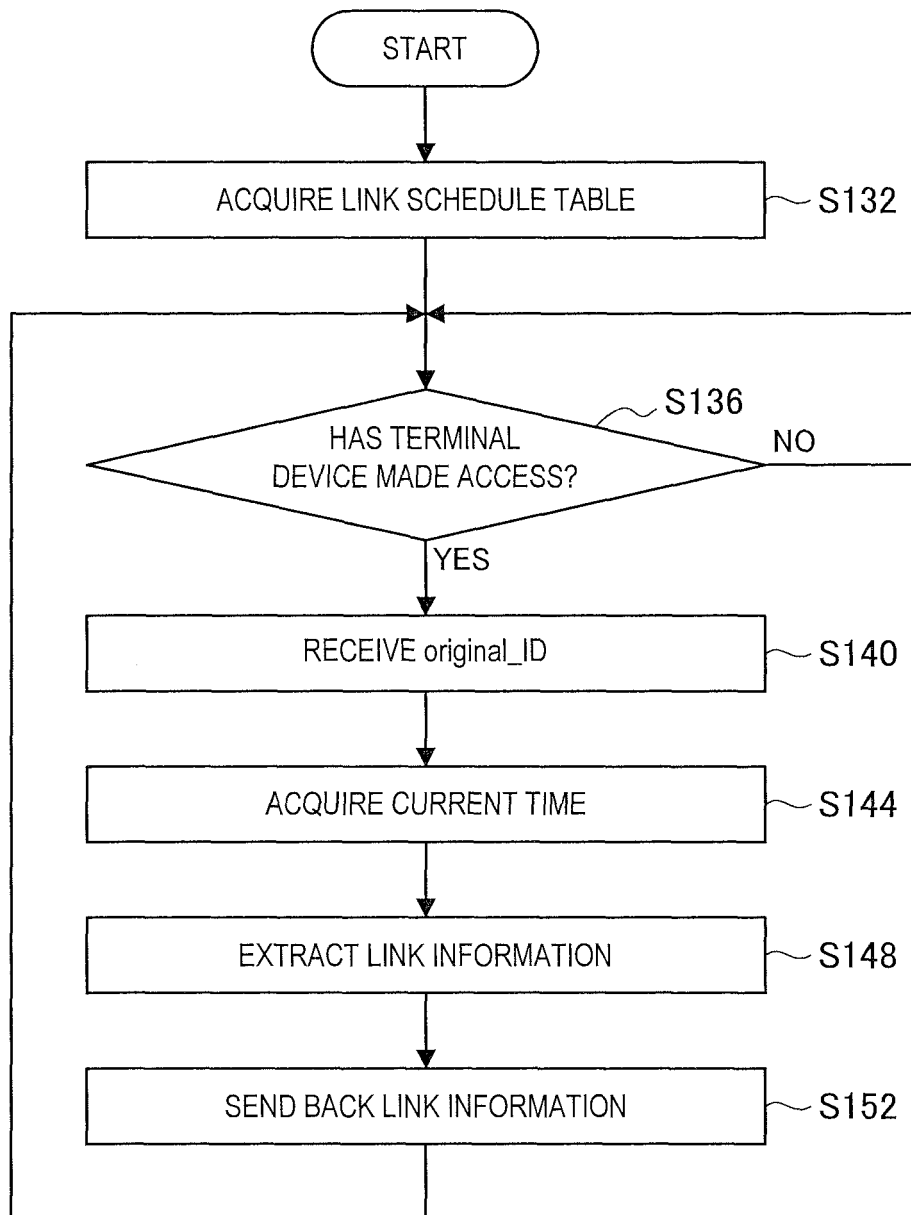 START
ACQUIRE LINK SCHEDULE TABLE
S132
S136
HAS TERMINAL
DEVICE MADE ACCESS?
NO
YES
RECEIVE original_ID
S140
ACQUIRE CURRENT TIME
S144
EXTRACT LINK INFORMATION
S148
SEND BACK LINK INFORMATION
S152